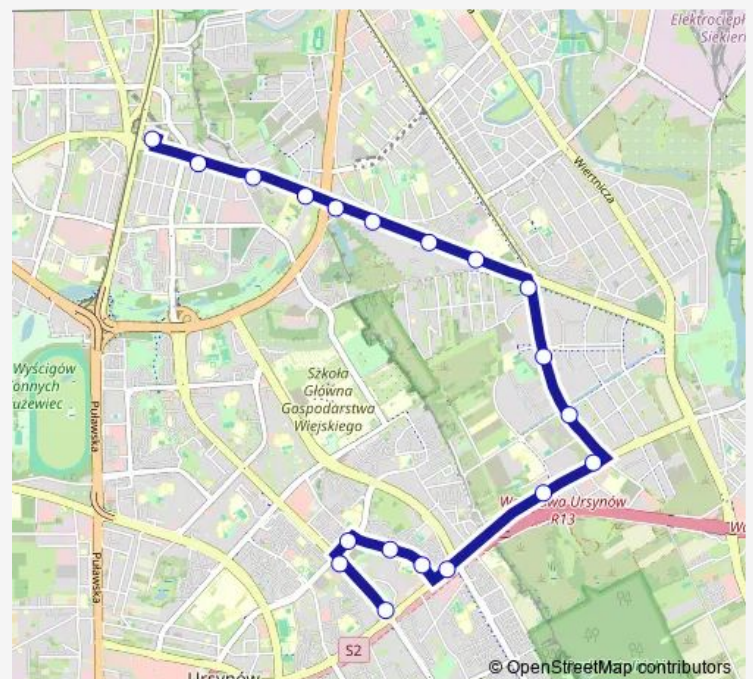 Elektrociepł
Siekier
Wiertnicza
Wyścigów
onnych
użewiec
Puławska
Szkoła
Główna
Gospodarstwa
Wiejskiego
Puławska
Ursynów
R13
S2
Ursynów
© OpenStreetMap contributors